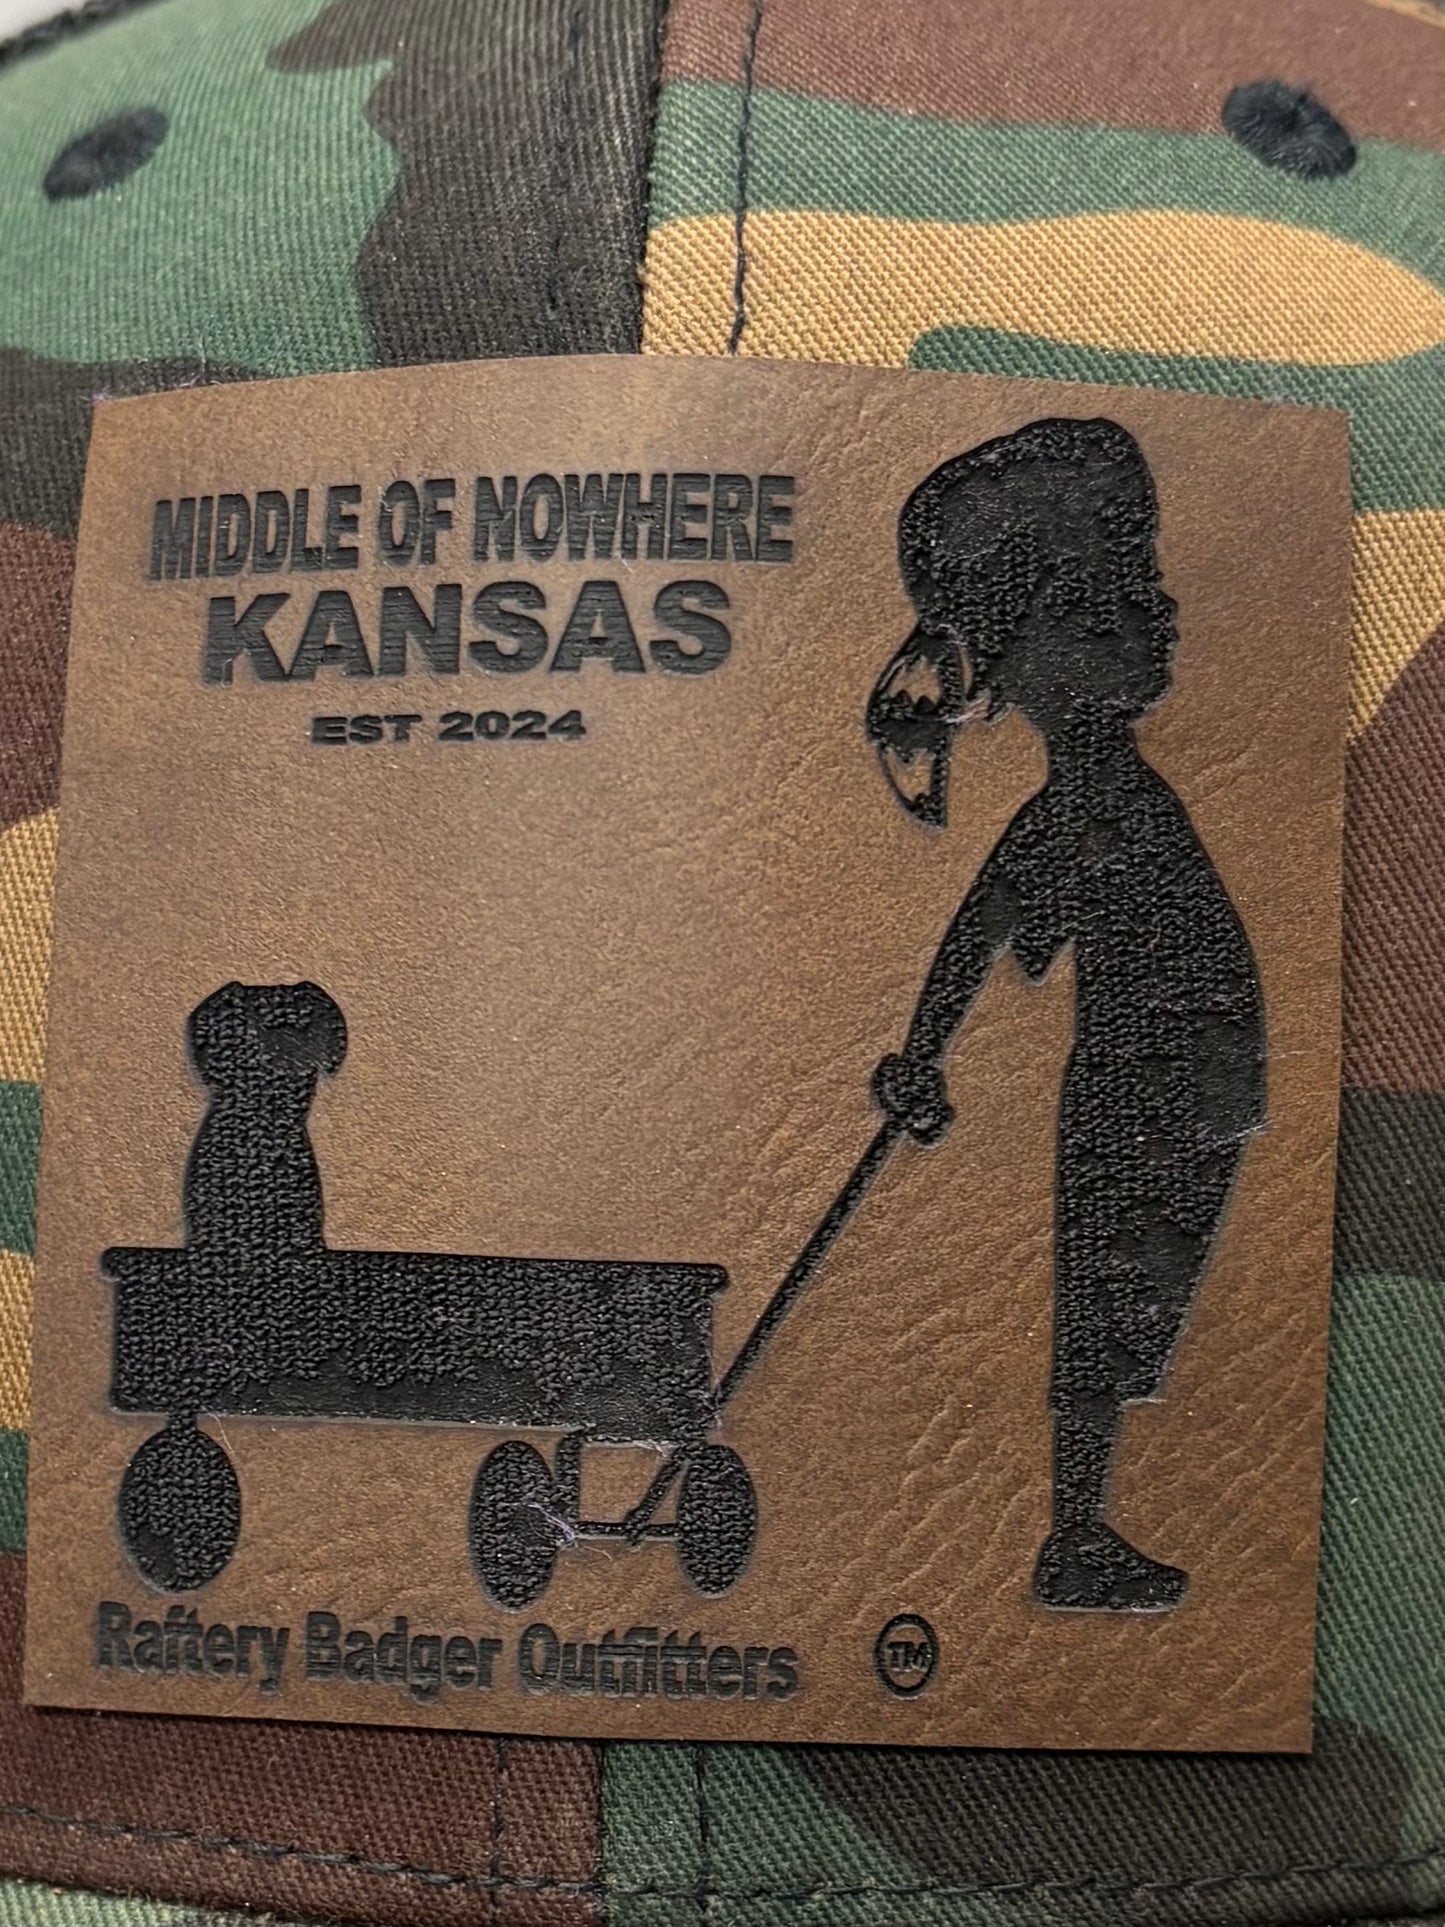 MIDDLE OF NOWHERE
KANSAS
EST 2024
Raftery Badger Outfitters TM